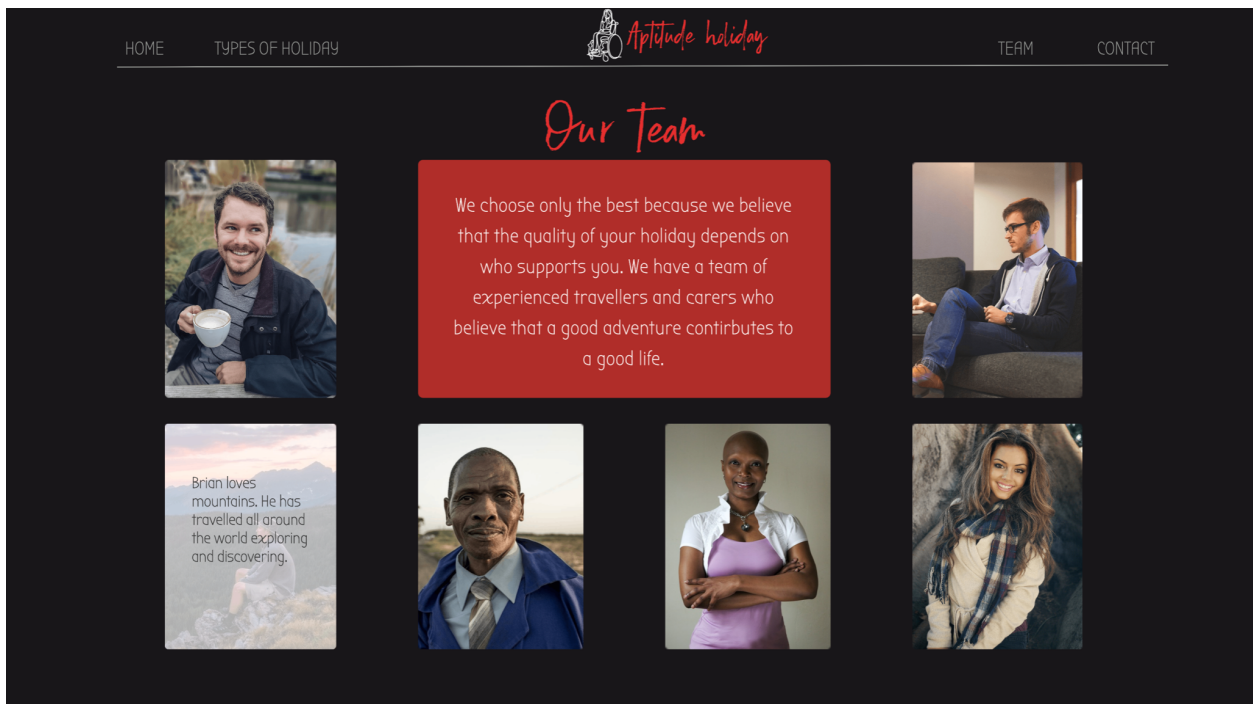 HOME
TYPES OF HOLIDAY
Aptitude holiday
TEAM
CONTACT
Our Team
We choose only the best because we believe
that the quality of your holiday depends on
who supports you. We have a team of
experienced travellers and carers who
believe that a good adventure contirbutes to
a good life.
Brian loves
mountains. He has
travelled all around
the world exploring
and discovering.